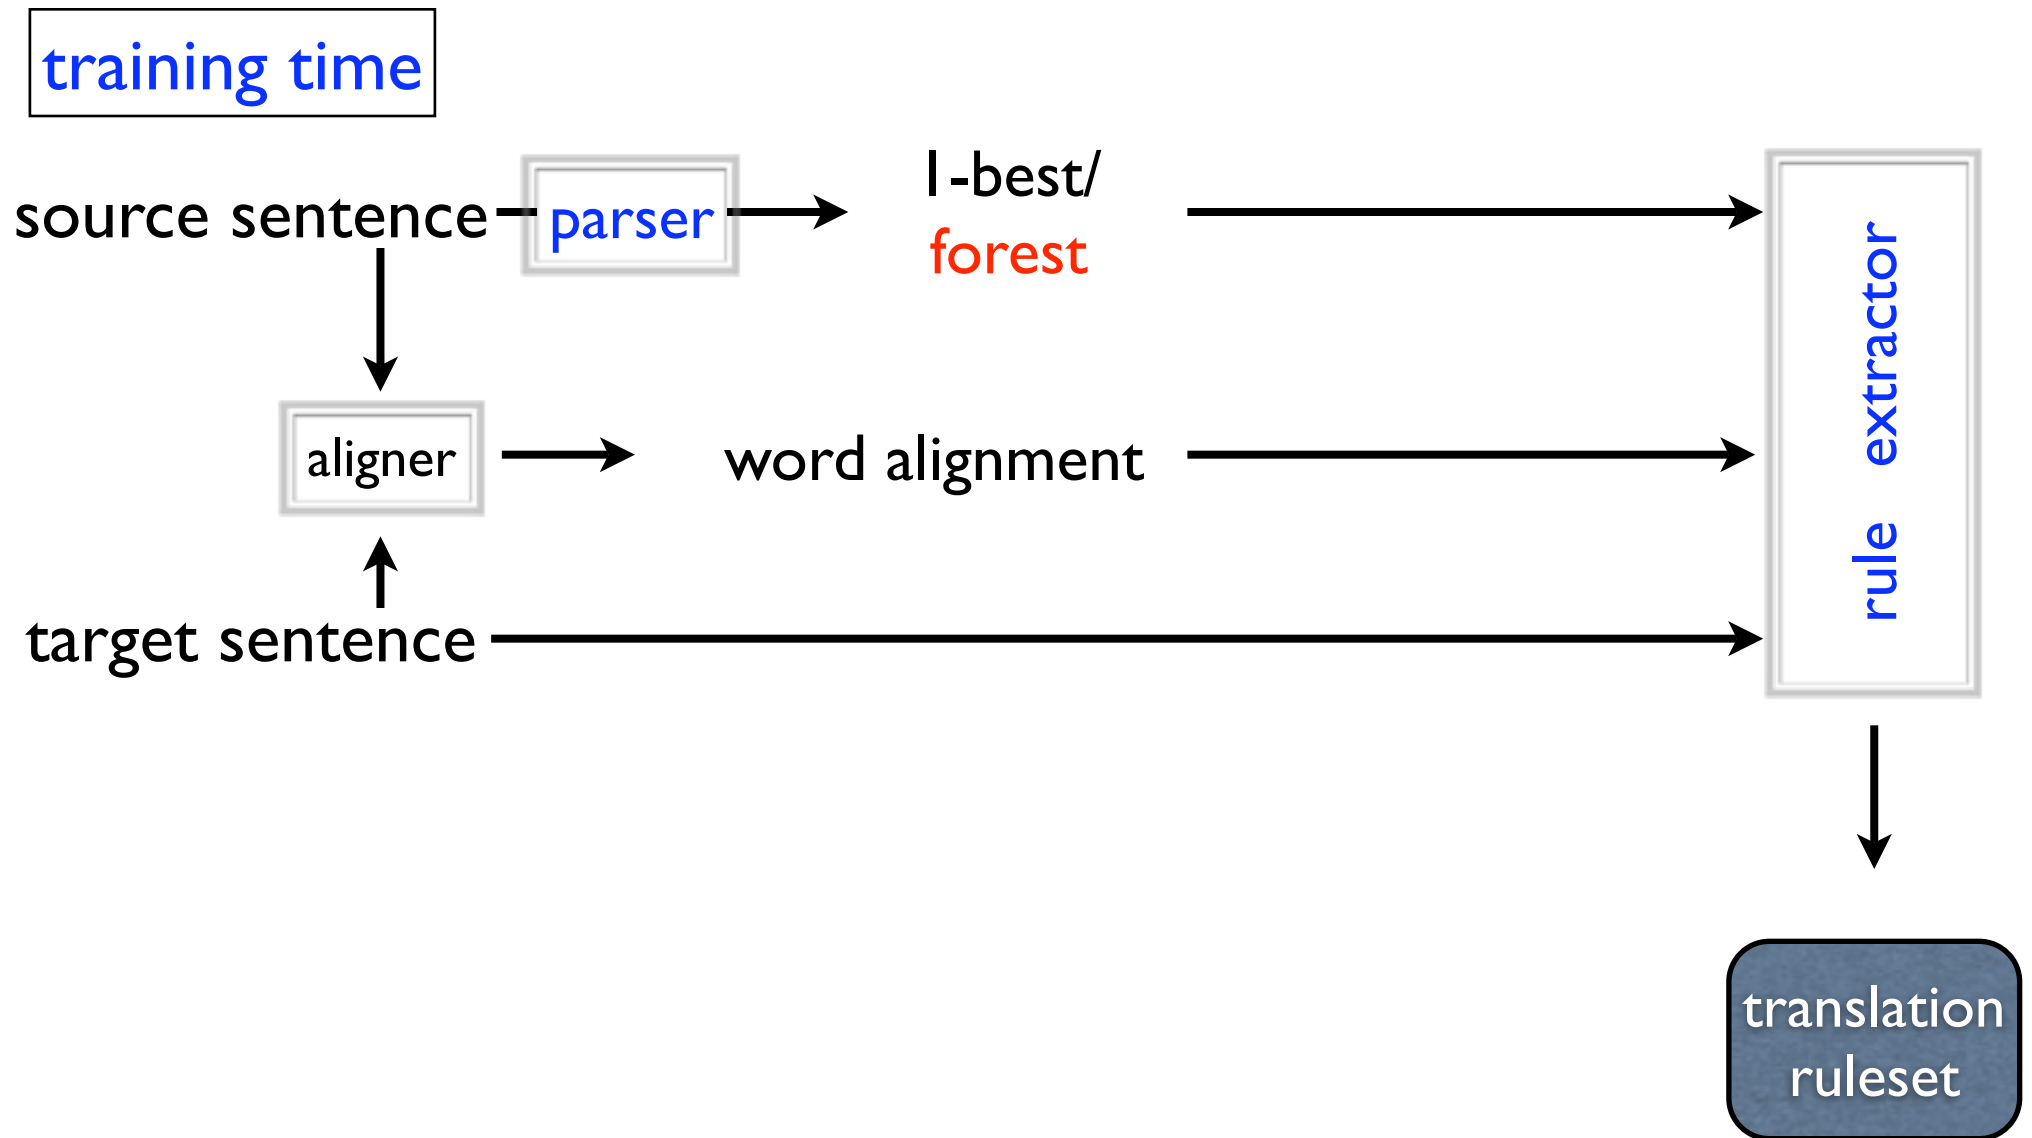 training time
source sentence
parser
1-best/
forest
aligner
word alignment
target sentence
rule extractor
translation
ruleset